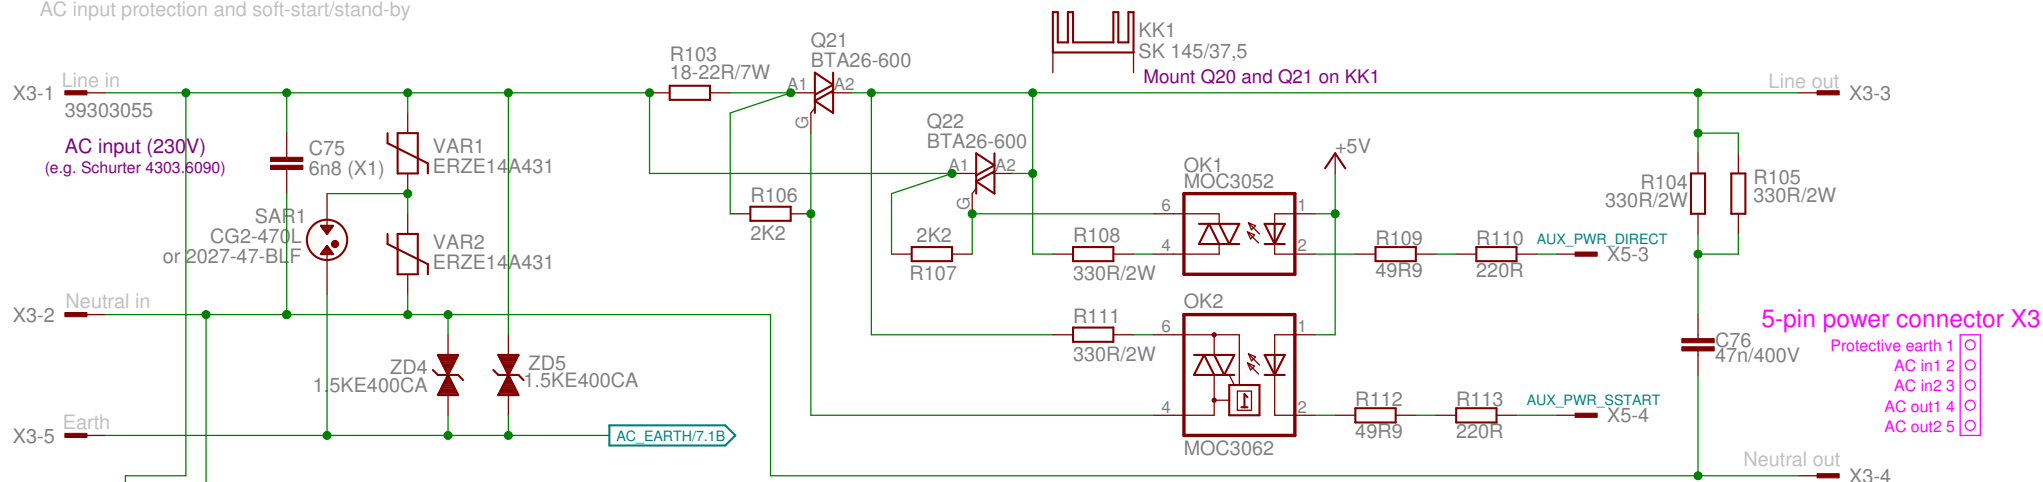 AC input protection and soft-start/stand-by
KK1
SK 145/37,5
Mount Q20 and Q21 on KK1
Q21
BTA26-600
A1
A2
G
R103
18-22R/7W
Line in
X3-1
39303055
AC input (230V)
(e.g. Schurter 4303.6090)
C75
6n8 (X1)
VAR1
ERZE14A431
SAR1
CG2-470L
or 2027-47-BLF
VAR2
ERZE14A431
Neutral in
X3-2
ZD4
1.5KE400CA
ZD5
1.5KE400CA
Earth
X3-5
AC_EARTH/7.1B
R106
2K2
Q22
BTA26-600
A1
A2
G
2K2
R107
R108
330R/2W
OK1
MOC3052
6
4
1
2
+5V
R109
49R9
R110
220R
AUX_PWR_DIRECT
X5-3
R111
330R/2W
OK2
6
4
1
2
MOC3062
R112
49R9
R113
220R
AUX_PWR_SSTART
X5-4
Line out
X3-3
R104
330R/2W
R105
330R/2W
C76
47n/400V
5-pin power connector X3
Protective earth 1
AC in1 2
AC in2 3
AC out1 4
AC out2 5
Neutral out
X3-4